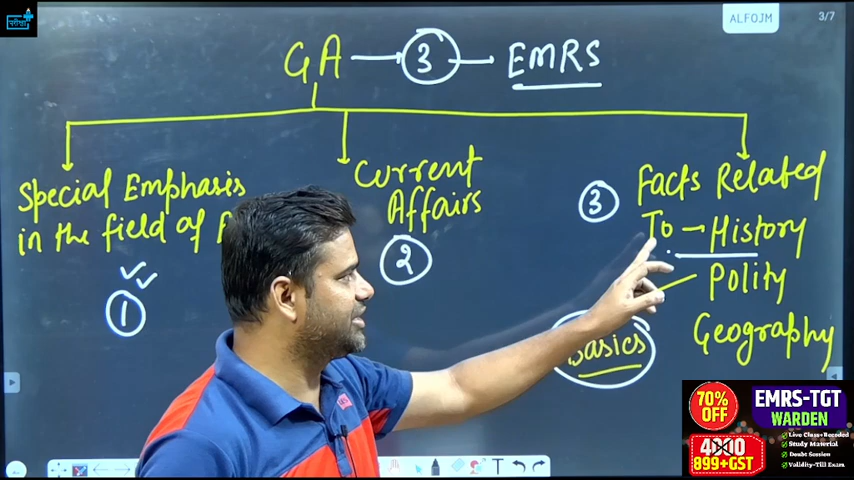 ALFOJM
3/7
GA → 3 → EMRS
Special Emphasis
in the field of
1
Current
Affairs
2
3
Facts Related
To - History
Polity
Geography
Basics
70%
OFF
EMRS-TGT
WARDEN
899+GST
Live Class+Recoded
Study Material
Doubt Session
Validity-Till Exam